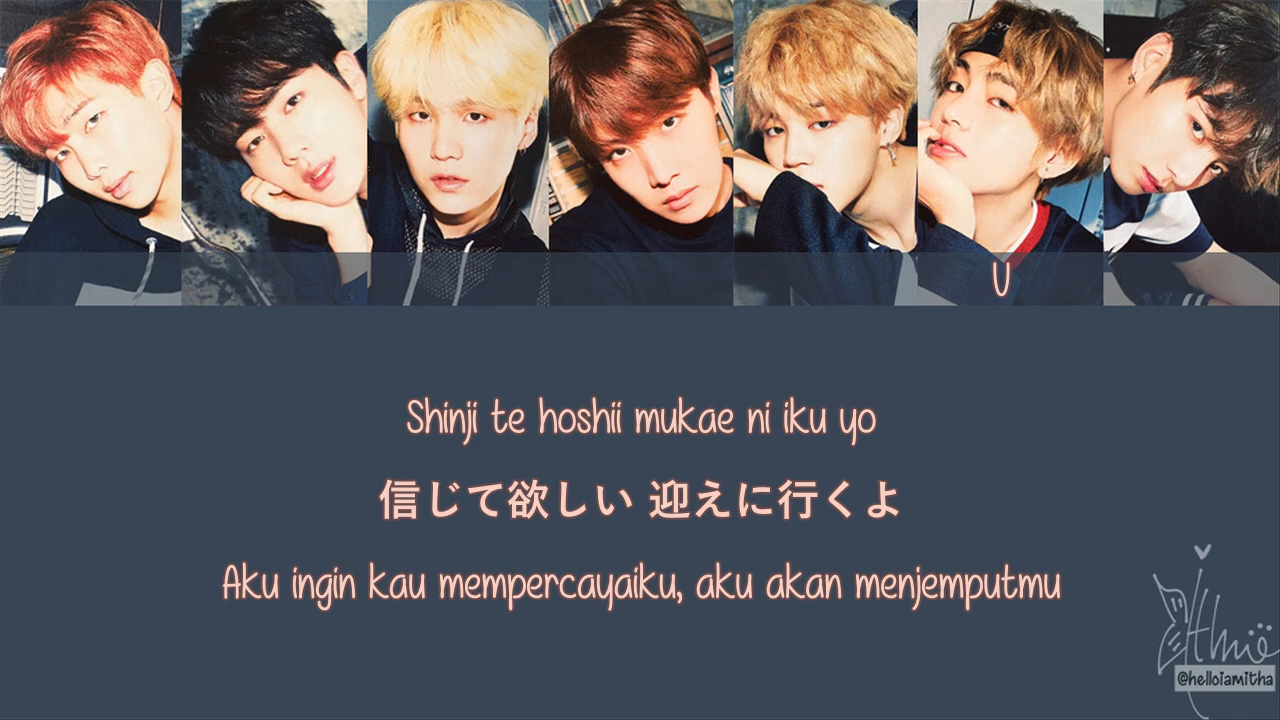 U
Shinji te hoshii mukae ni iku yo
信じて欲しい 迎えに行くよ
Aku ingin kau mempercayaiku, aku akan menjemputmu
@helloiamitha